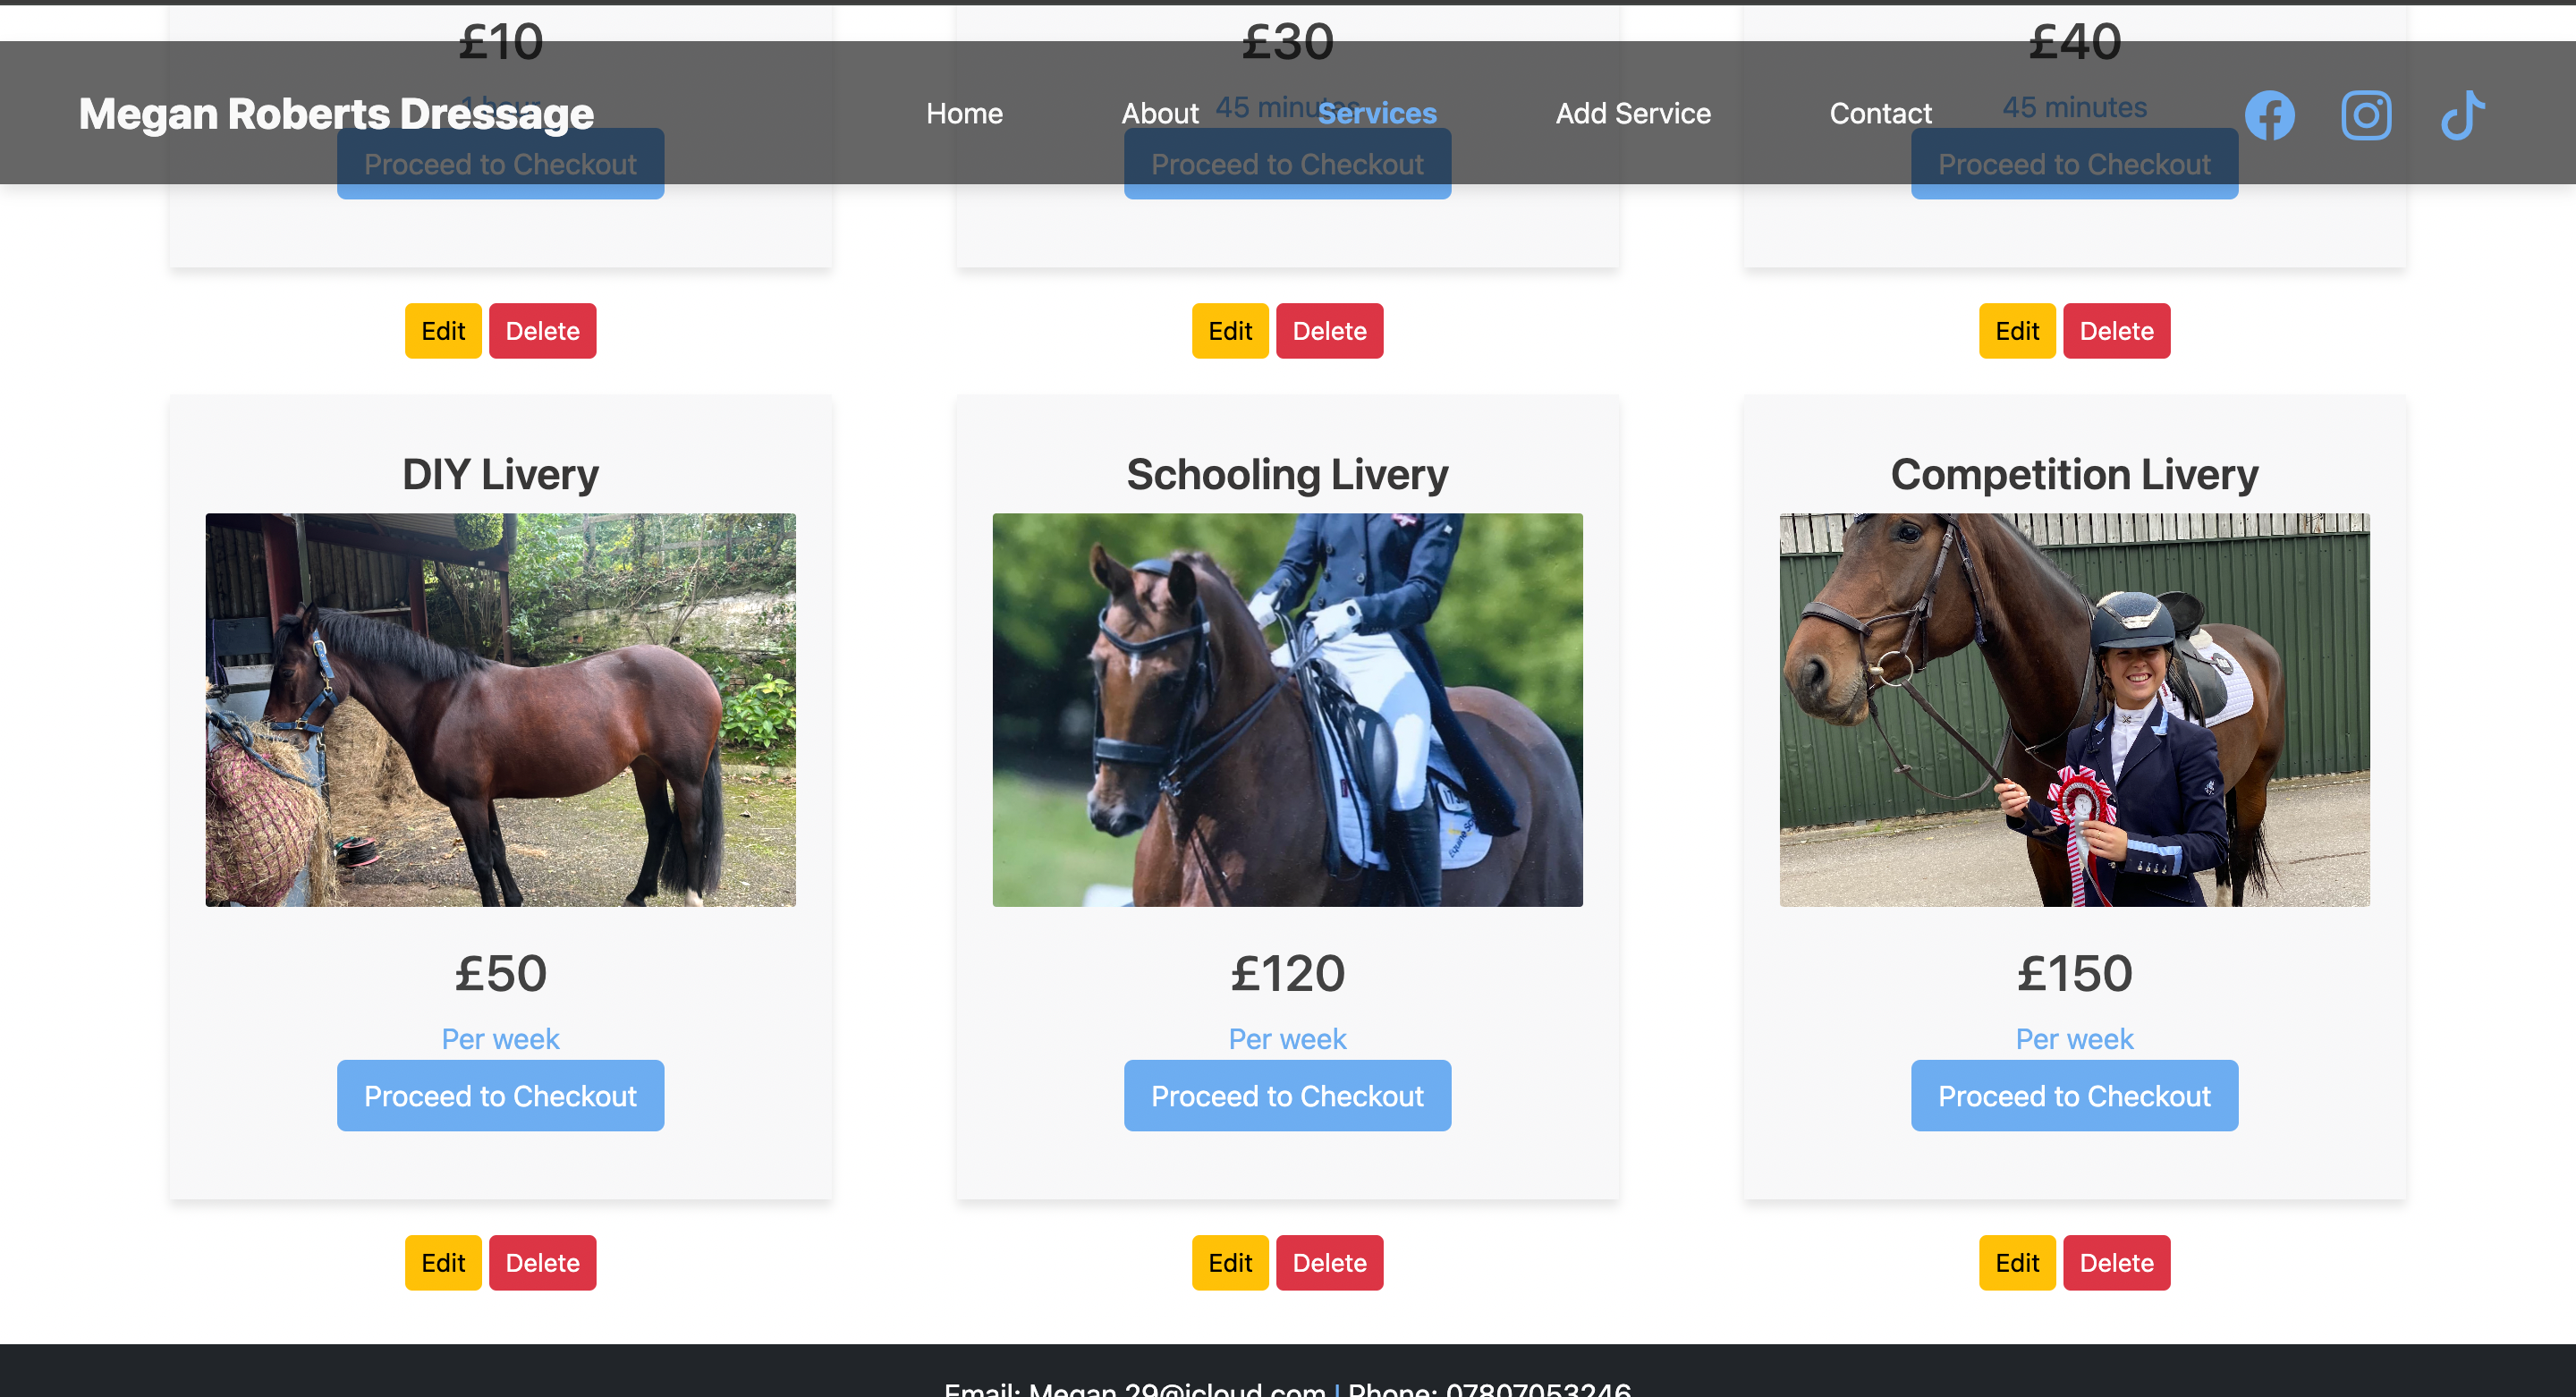 £10 £30 £40
Megan Roberts Dressage Home About Services Add Service Contact
1 hour 45 minutes 45 minutes
Proceed to Checkout Proceed to Checkout Proceed to Checkout
Edit Delete Edit Delete Edit Delete
DIY Livery Schooling Livery Competition Livery
£50 £120 £150
Per week Per week Per week
Proceed to Checkout Proceed to Checkout Proceed to Checkout
Edit Delete Edit Delete Edit Delete
Email: Megan.29@icloud.com | Phone: 07807053246